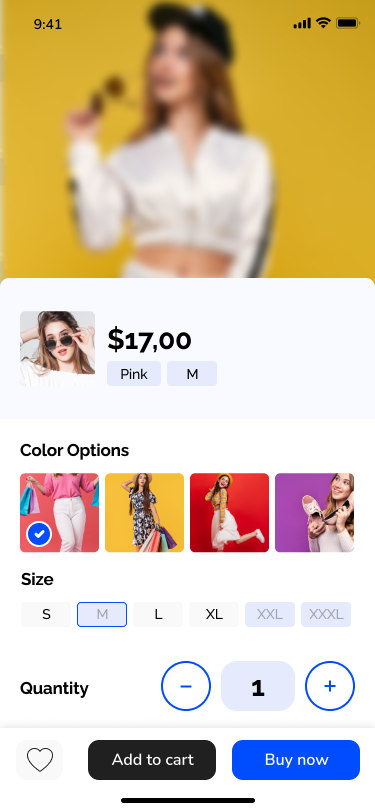 9:41
$17,00
Pink M
Color Options
Size
S M L XL XXL XXXL
Quantity 1
Add to cart Buy now